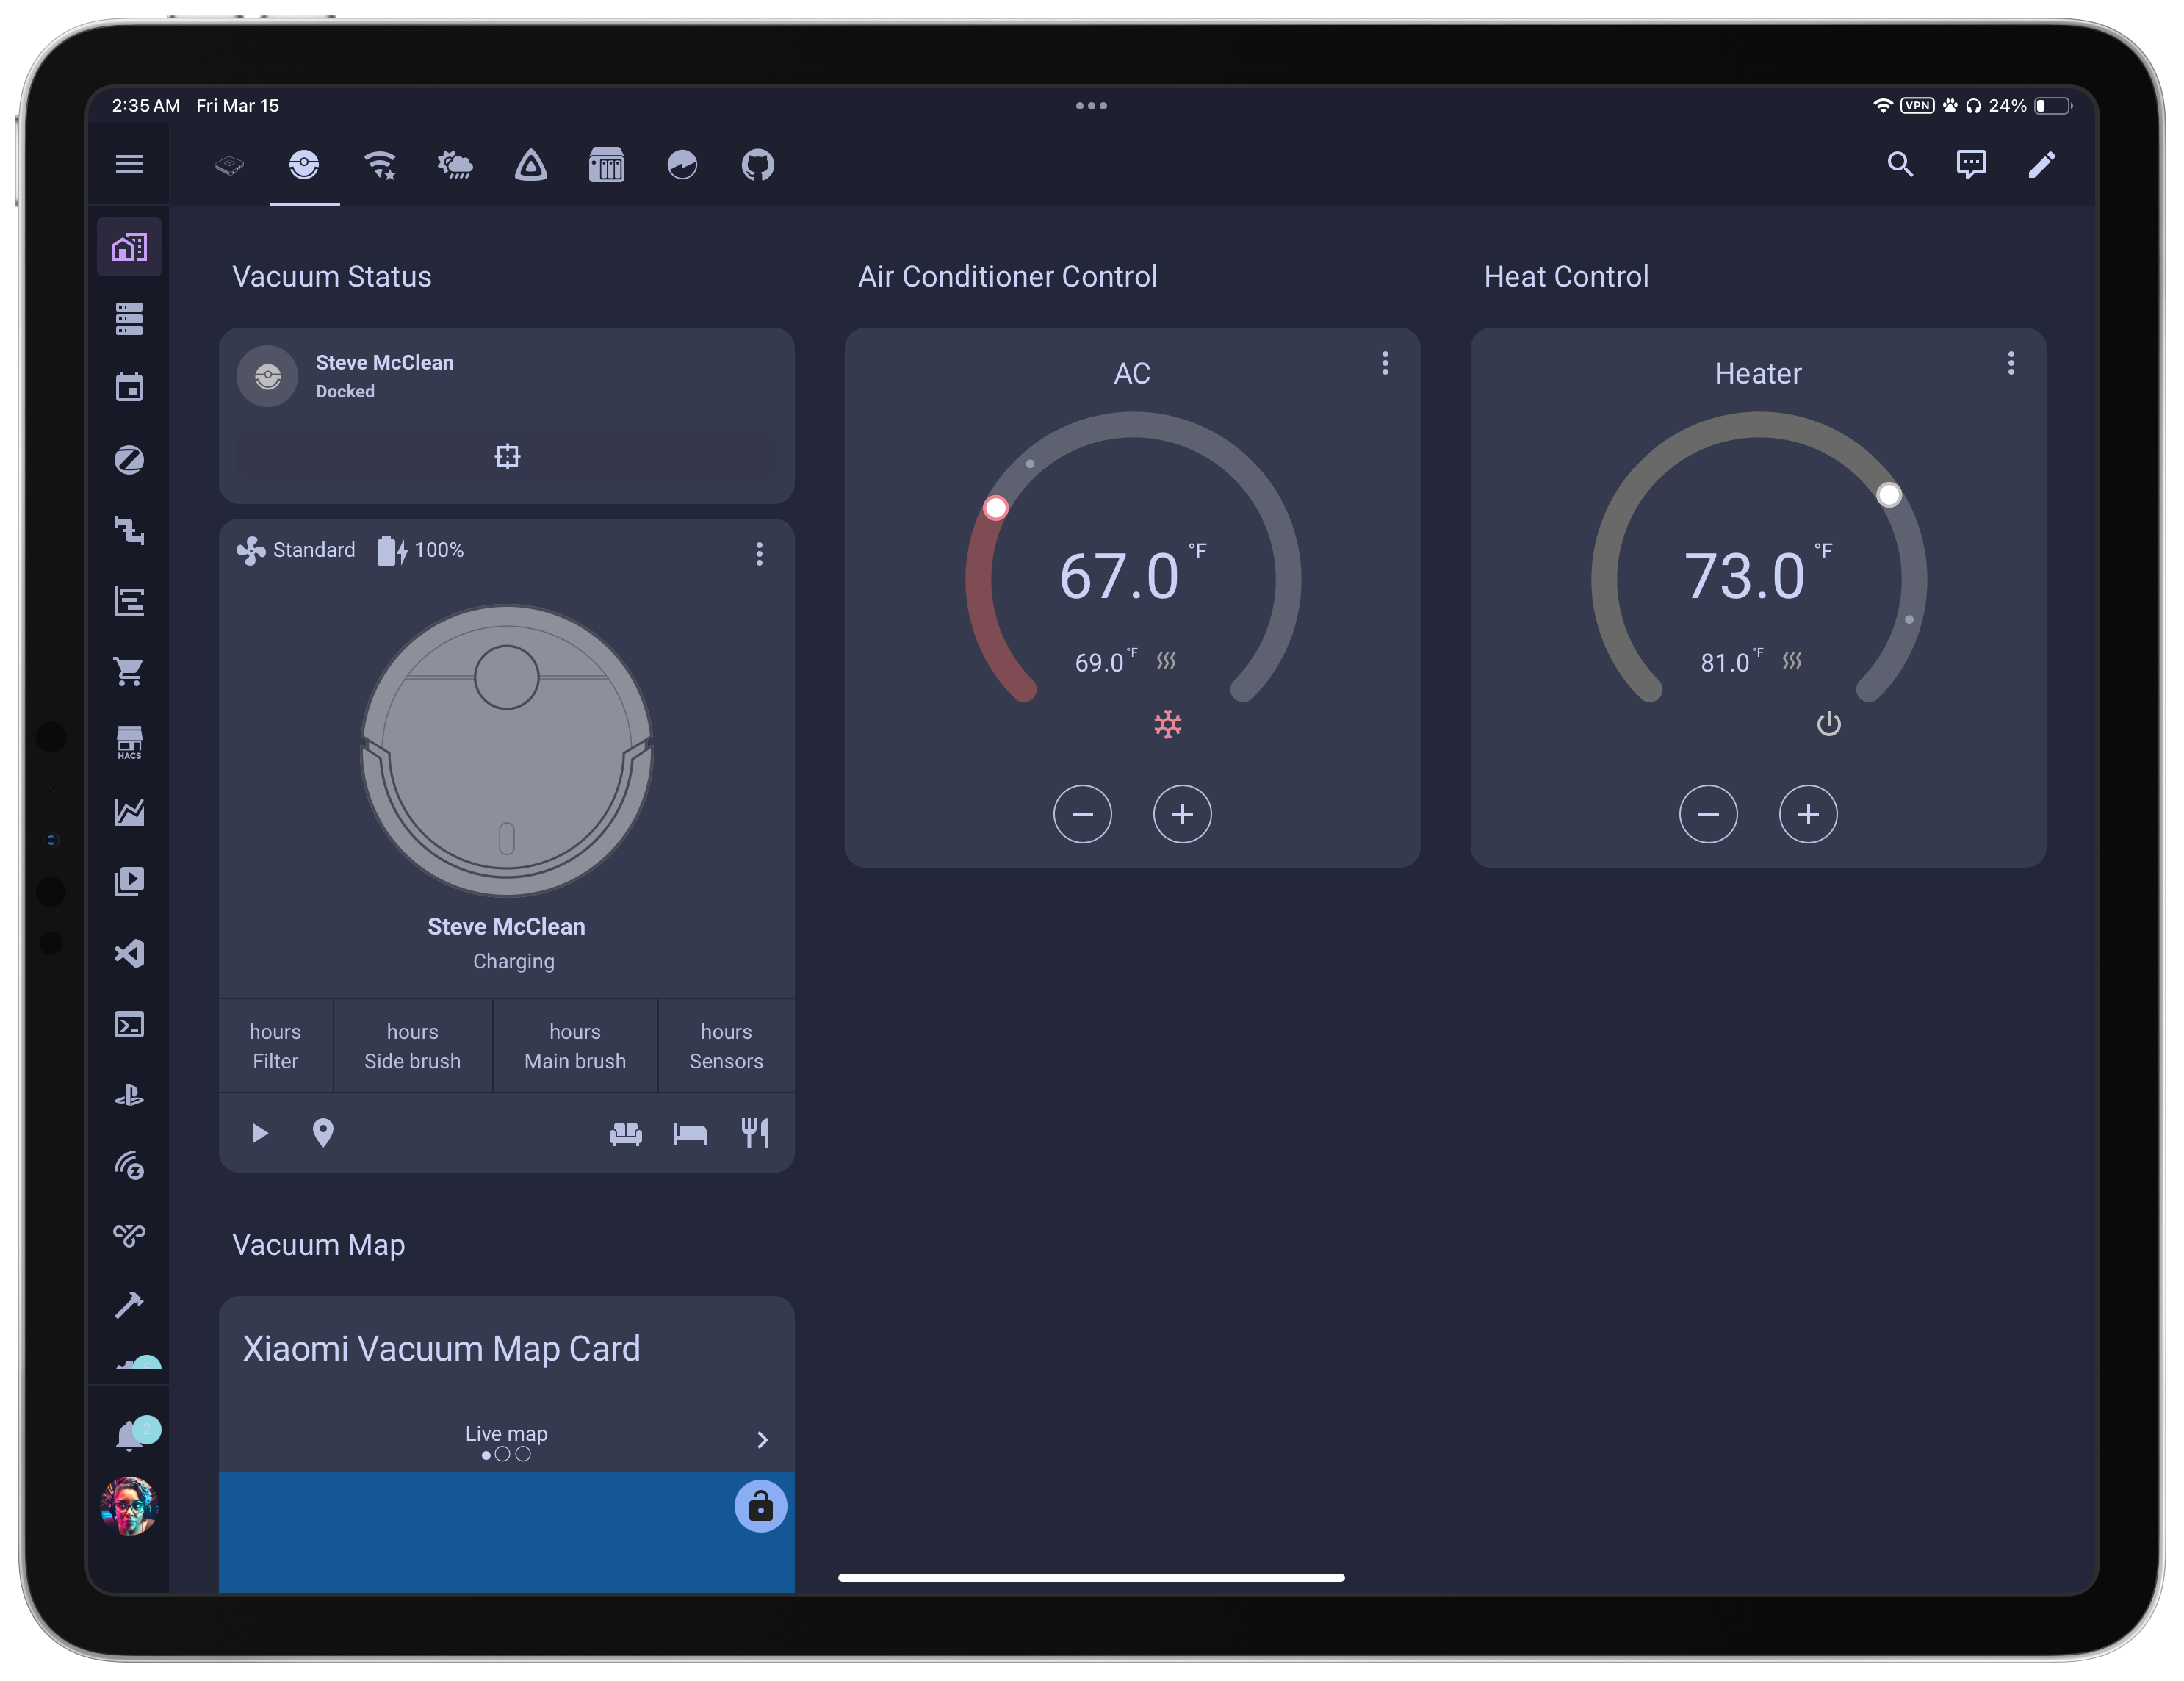 2:35 AM Fri Mar 15
VPN 24%
Vacuum Status
Steve McClean
Docked
Standard 100%
Steve McClean
Charging
hours
Filter
hours
Side brush
hours
Main brush
hours
Sensors
Vacuum Map
Xiaomi Vacuum Map Card
Live map
Air Conditioner Control
AC
67.0 °F
69.0 °F
Heat Control
Heater
73.0 °F
81.0 °F
HACS
2